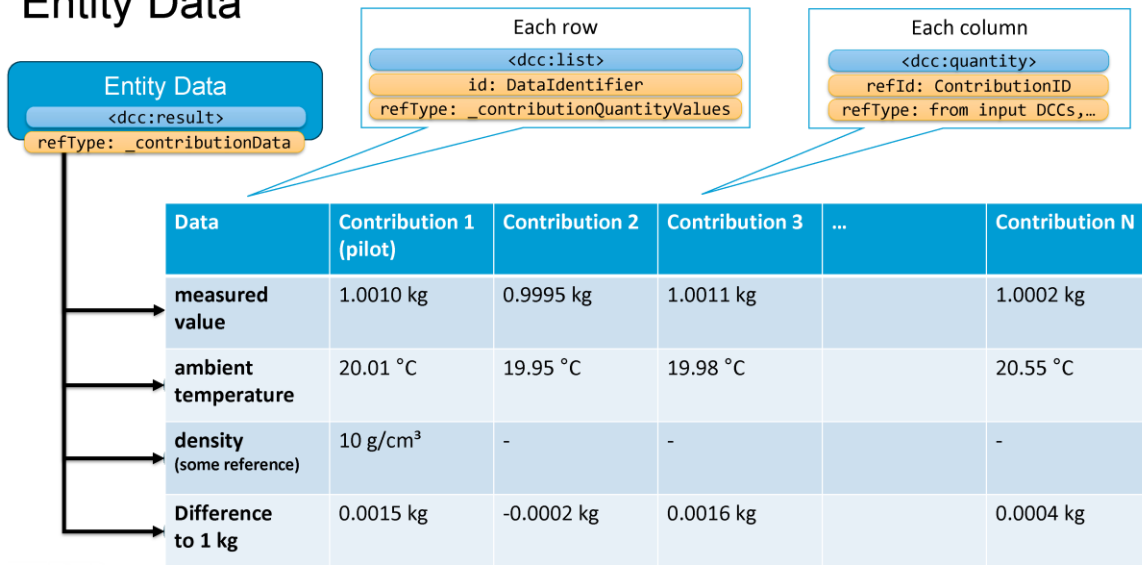 Entity Data
Each row
<dcc:list>
id: DataIdentifier
refType: _contributionQuantityValues
Each column
<dcc:quantity>
refId: ContributionID
refType: from input DCCs,…
Entity Data
<dcc:result>
refType: _contributionData
Data Contribution 1 (pilot) Contribution 2 Contribution 3 … Contribution N
measured value 1.0010 kg 0.9995 kg 1.0011 kg 1.0002 kg
ambient temperature 20.01 °C 19.95 °C 19.98 °C 20.55 °C
density (some reference) 10 g/cm³ - - -
Difference to 1 kg 0.0015 kg -0.0002 kg 0.0016 kg 0.0004 kg